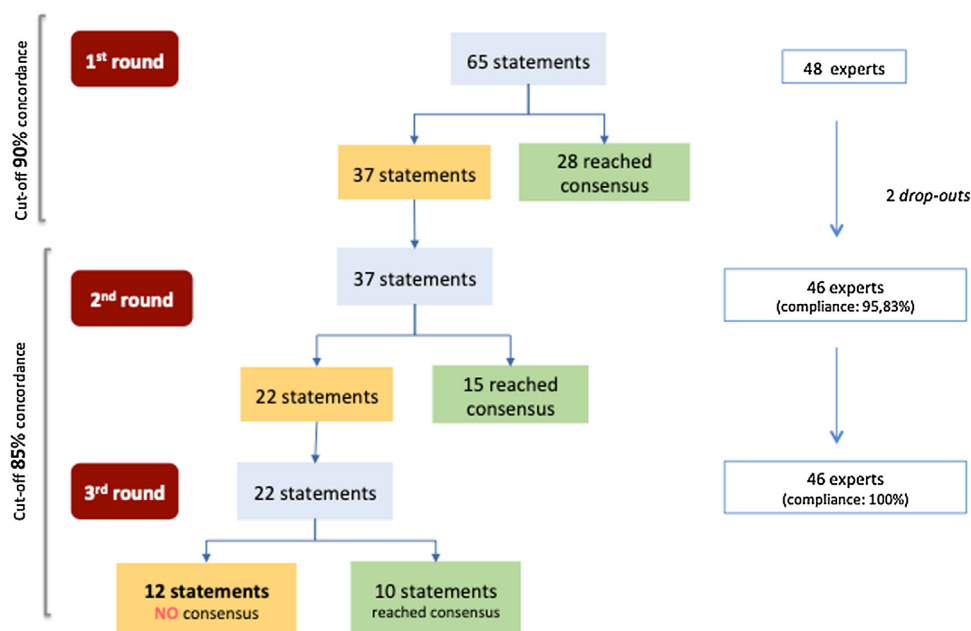 Cut-off 90% concordance
1st round
65 statements
48 experts
37 statements
28 reached
consensus
2 drop-outs
Cut-off 85% concordance
2nd round
37 statements
46 experts
(compliance: 95,83%)
22 statements
15 reached
consensus
3rd round
22 statements
46 experts
(compliance: 100%)
12 statements
NO consensus
10 statements
reached consensus